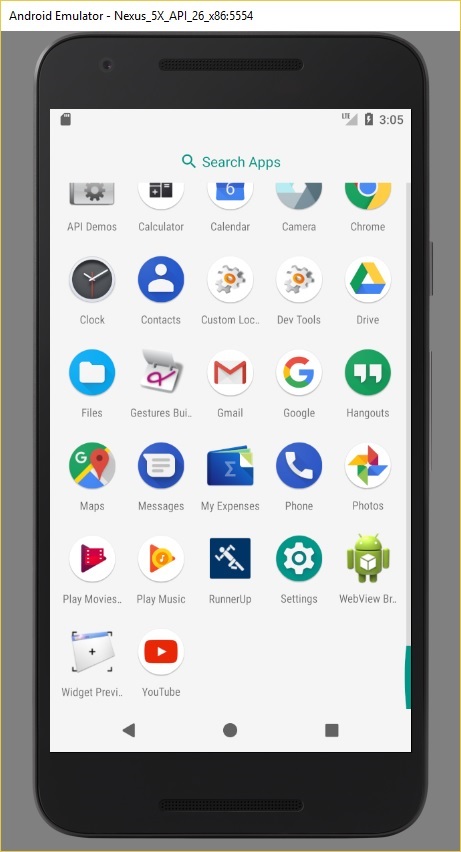 Android Emulator - Nexus_5X_API_26_x86:5554
LTE 3:05
Search Apps
6
API Demos Calculator Calendar Camera Chrome
Clock Contacts Custom Loc.. Dev Tools Drive
Files Gestures Bui.. Gmail Google Hangouts
G
Maps Messages My Expenses Phone Photos
Play Movies.. Play Music RunnerUp Settings WebView Br..
Widget Previ.. YouTube